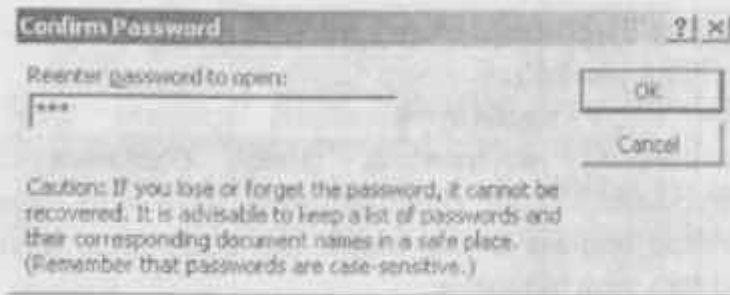 Confirm Password ? ×
Reenter password to open:
***
OK
Cancel
Caution: If you lose or forget the password, it cannot be
recovered. It is advisable to keep a list of passwords and
their corresponding document names in a safe place.
(Remember that passwords are case-sensitive.)